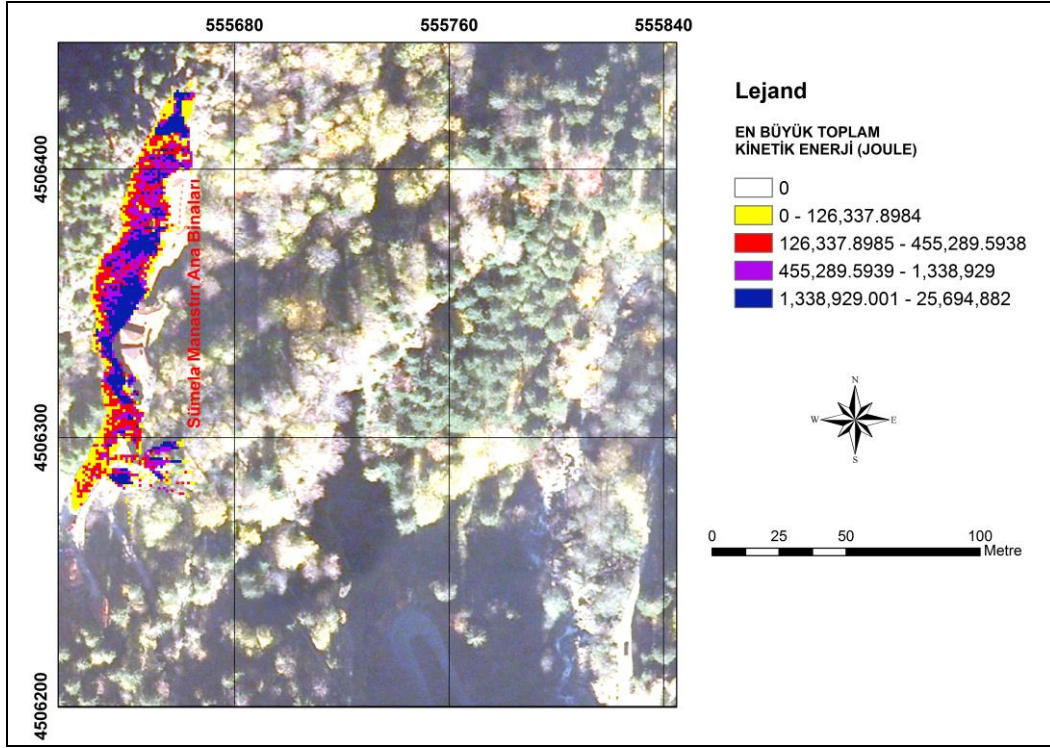 555680
555760
555840
4506400
4506300
4506200
Sümela Manastırı Ana Binaları
Lejand
EN BÜYÜK TOPLAM
KİNETİK ENERJİ (JOULE)
0
0 - 126,337.8984
126,337.8985 - 455,289.5938
455,289.5939 - 1,338,929
1,338,929.001 - 25,694,882
N
W
E
S
0
25
50
100
Metre